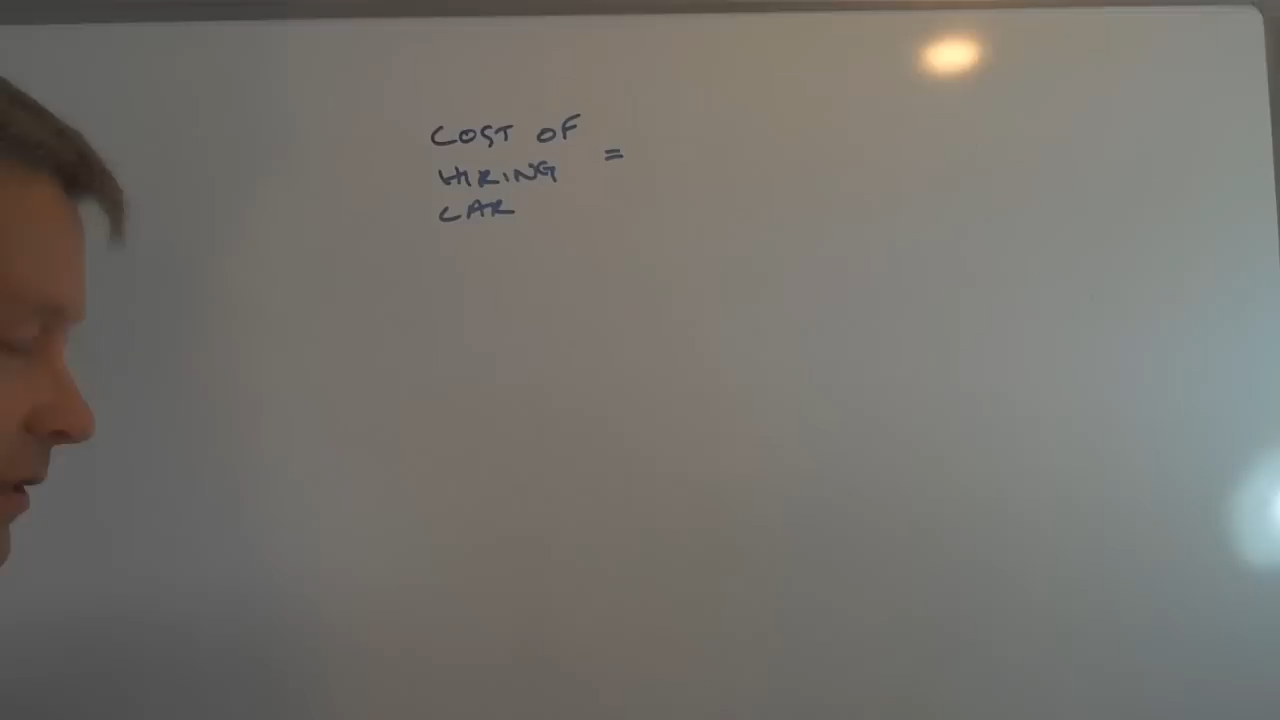 COST OF
HIRING =
CAR